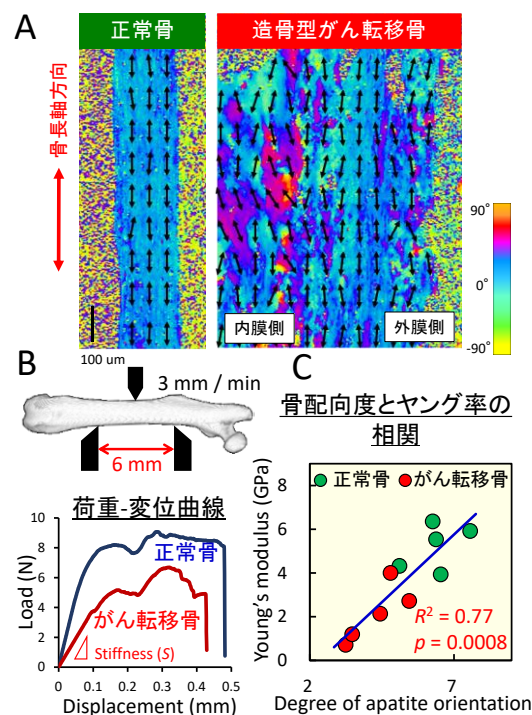 A
正常骨
造骨型がん転移骨
骨長軸方向
100 um
内膜側
外膜側
90°
0°
-90°
B
3 mm / min
6 mm
荷重-変位曲線
正常骨
がん転移骨
Stiffness (S)
Load (N)
10
8
6
4
2
0
0
0.1
0.2
0.3
0.4
0.5
Displacement (mm)
C
骨配向度とヤング率の
相関
正常骨
がん転移骨
Young's modulus (GPa)
8
6
4
2
0
R² = 0.77
p = 0.0008
2
7
Degree of apatite orientation